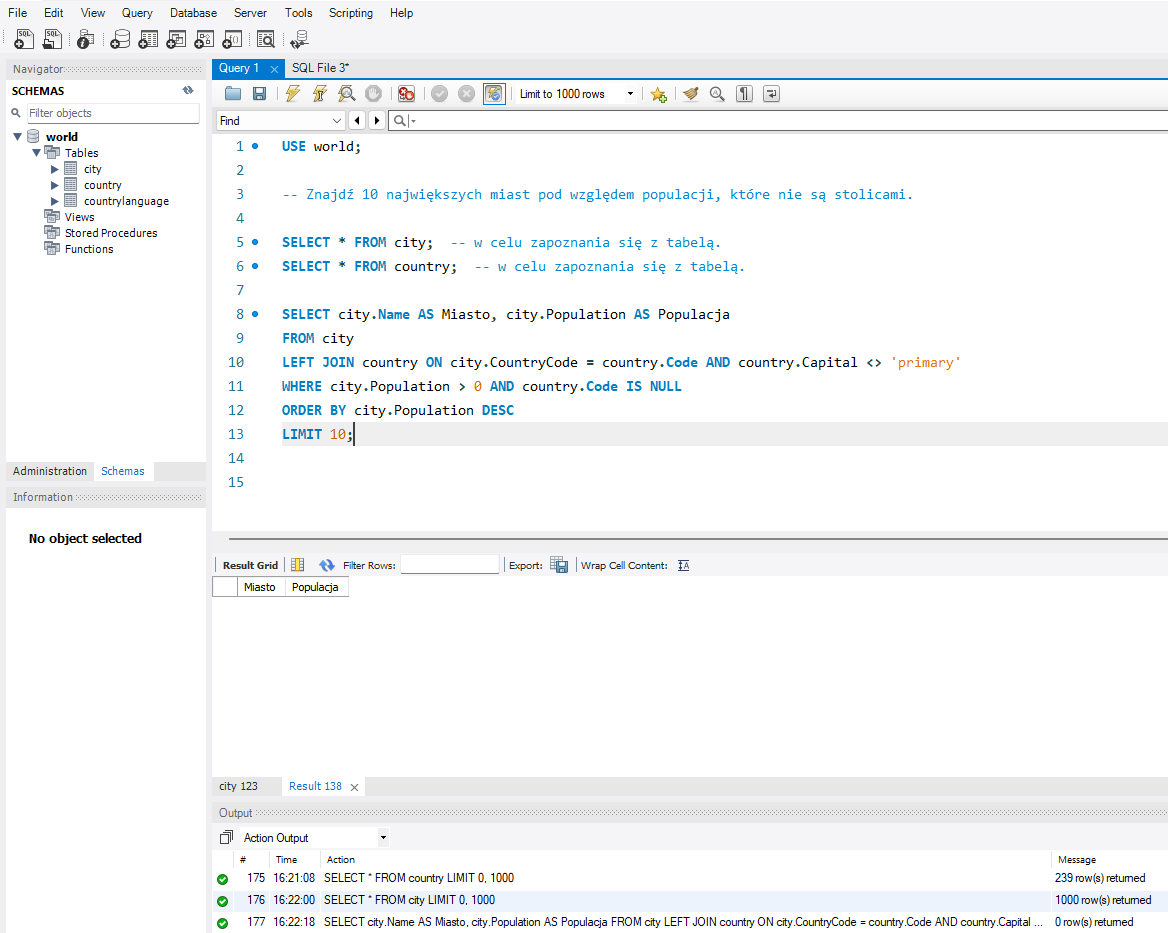 File Edit View Query Database Server Tools Scripting Help
Navigator
SCHEMAS
Filter objects
world
Tables
city
country
countrylanguage
Views
Stored Procedures
Functions
Administration Schemas
Information
No object selected
Query 1 SQL File 3*
Limit to 1000 rows
Find
1 USE world;
2
3 -- Znajdź 10 największych miast pod względem populacji, które nie są stolicami.
4
5 SELECT * FROM city;  -- w celu zapoznania się z tabelą.
6 SELECT * FROM country;  -- w celu zapoznania się z tabelą.
7
8 SELECT city.Name AS Miasto, city.Population AS Populacja
9 FROM city
10 LEFT JOIN country ON city.CountryCode = country.Code AND country.Capital <> 'primary'
11 WHERE city.Population > 0 AND country.Code IS NULL
12 ORDER BY city.Population DESC
13 LIMIT 10;
14
15
Result Grid Filter Rows: Export: Wrap Cell Content:
Miasto Populacja
city 123 Result 138
Output
Action Output
# Time Action Message
175 16:21:08 SELECT * FROM country LIMIT 0, 1000 239 row(s) returned
176 16:22:00 SELECT * FROM city LIMIT 0, 1000 1000 row(s) returned
177 16:22:18 SELECT city.Name AS Miasto, city.Population AS Populacja FROM city LEFT JOIN country ON city.CountryCode = country.Code AND country.Capital ... 0 row(s) returned